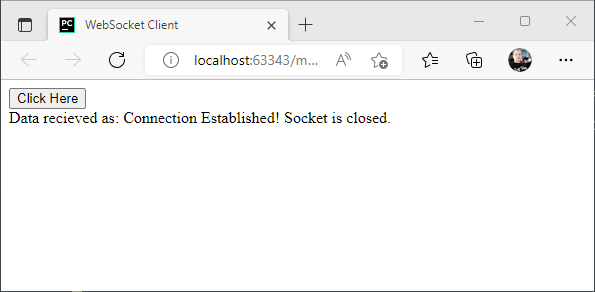 PC WebSocket Client
localhost:63343/m...
Click Here
Data recieved as: Connection Established! Socket is closed.